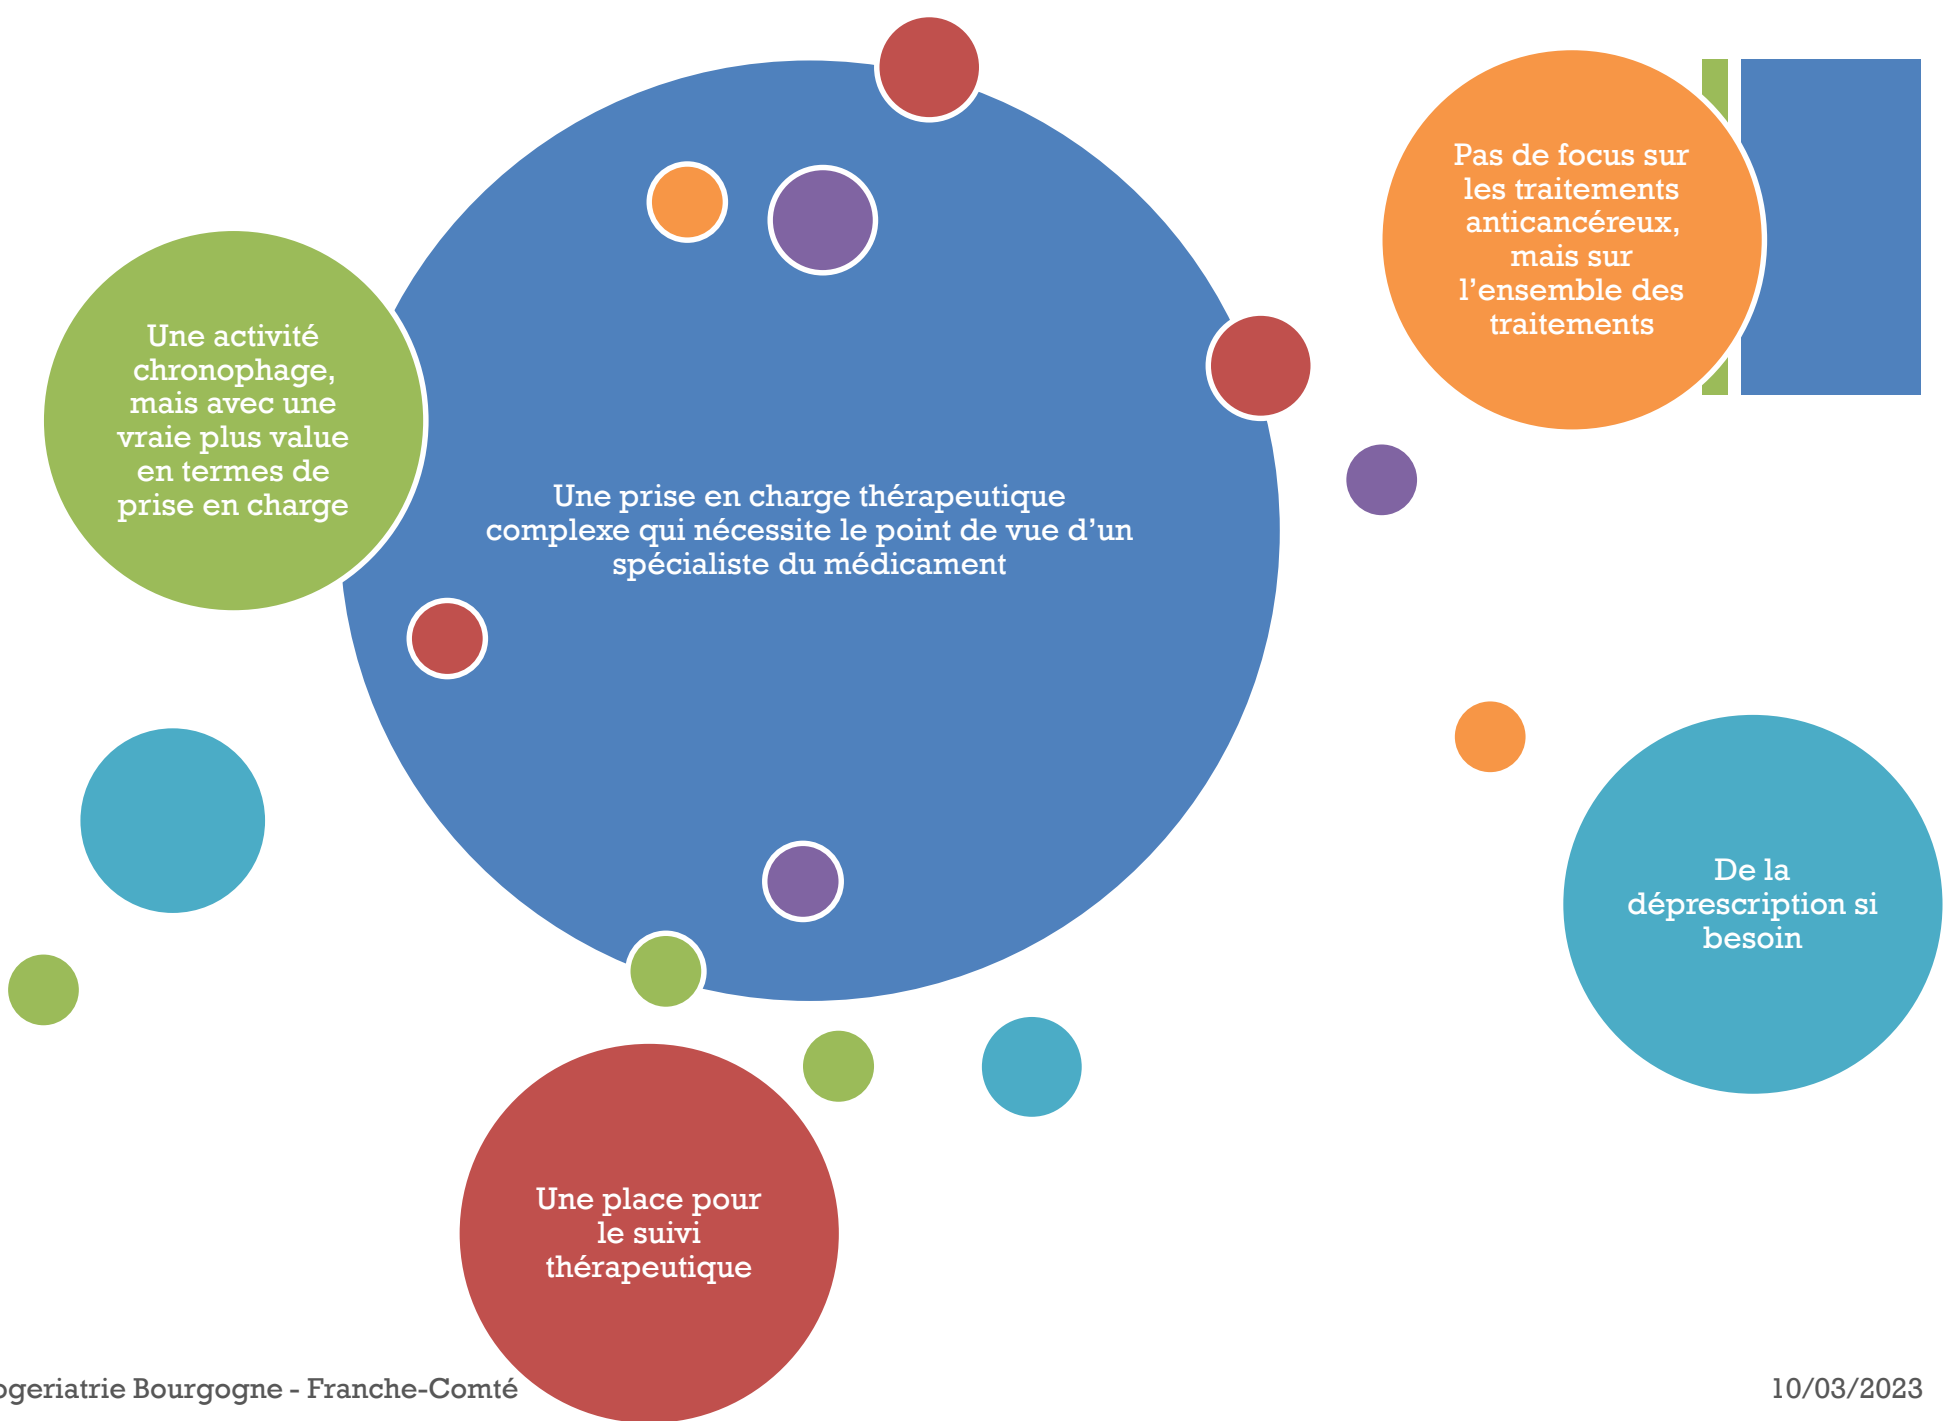 Pas de focus sur
les traitements
anticancéreux,
mais sur
l’ensemble des
traitements
Une activité
chronophage,
mais avec une
vraie plus value
en termes de
prise en charge
Une prise en charge thérapeutique
complexe qui nécessite le point de vue d’un
spécialiste du médicament
De la
déprescription si
besoin
Une place pour
le suivi
thérapeutique
Bourgogne - Franche-Comté
10/03/2023